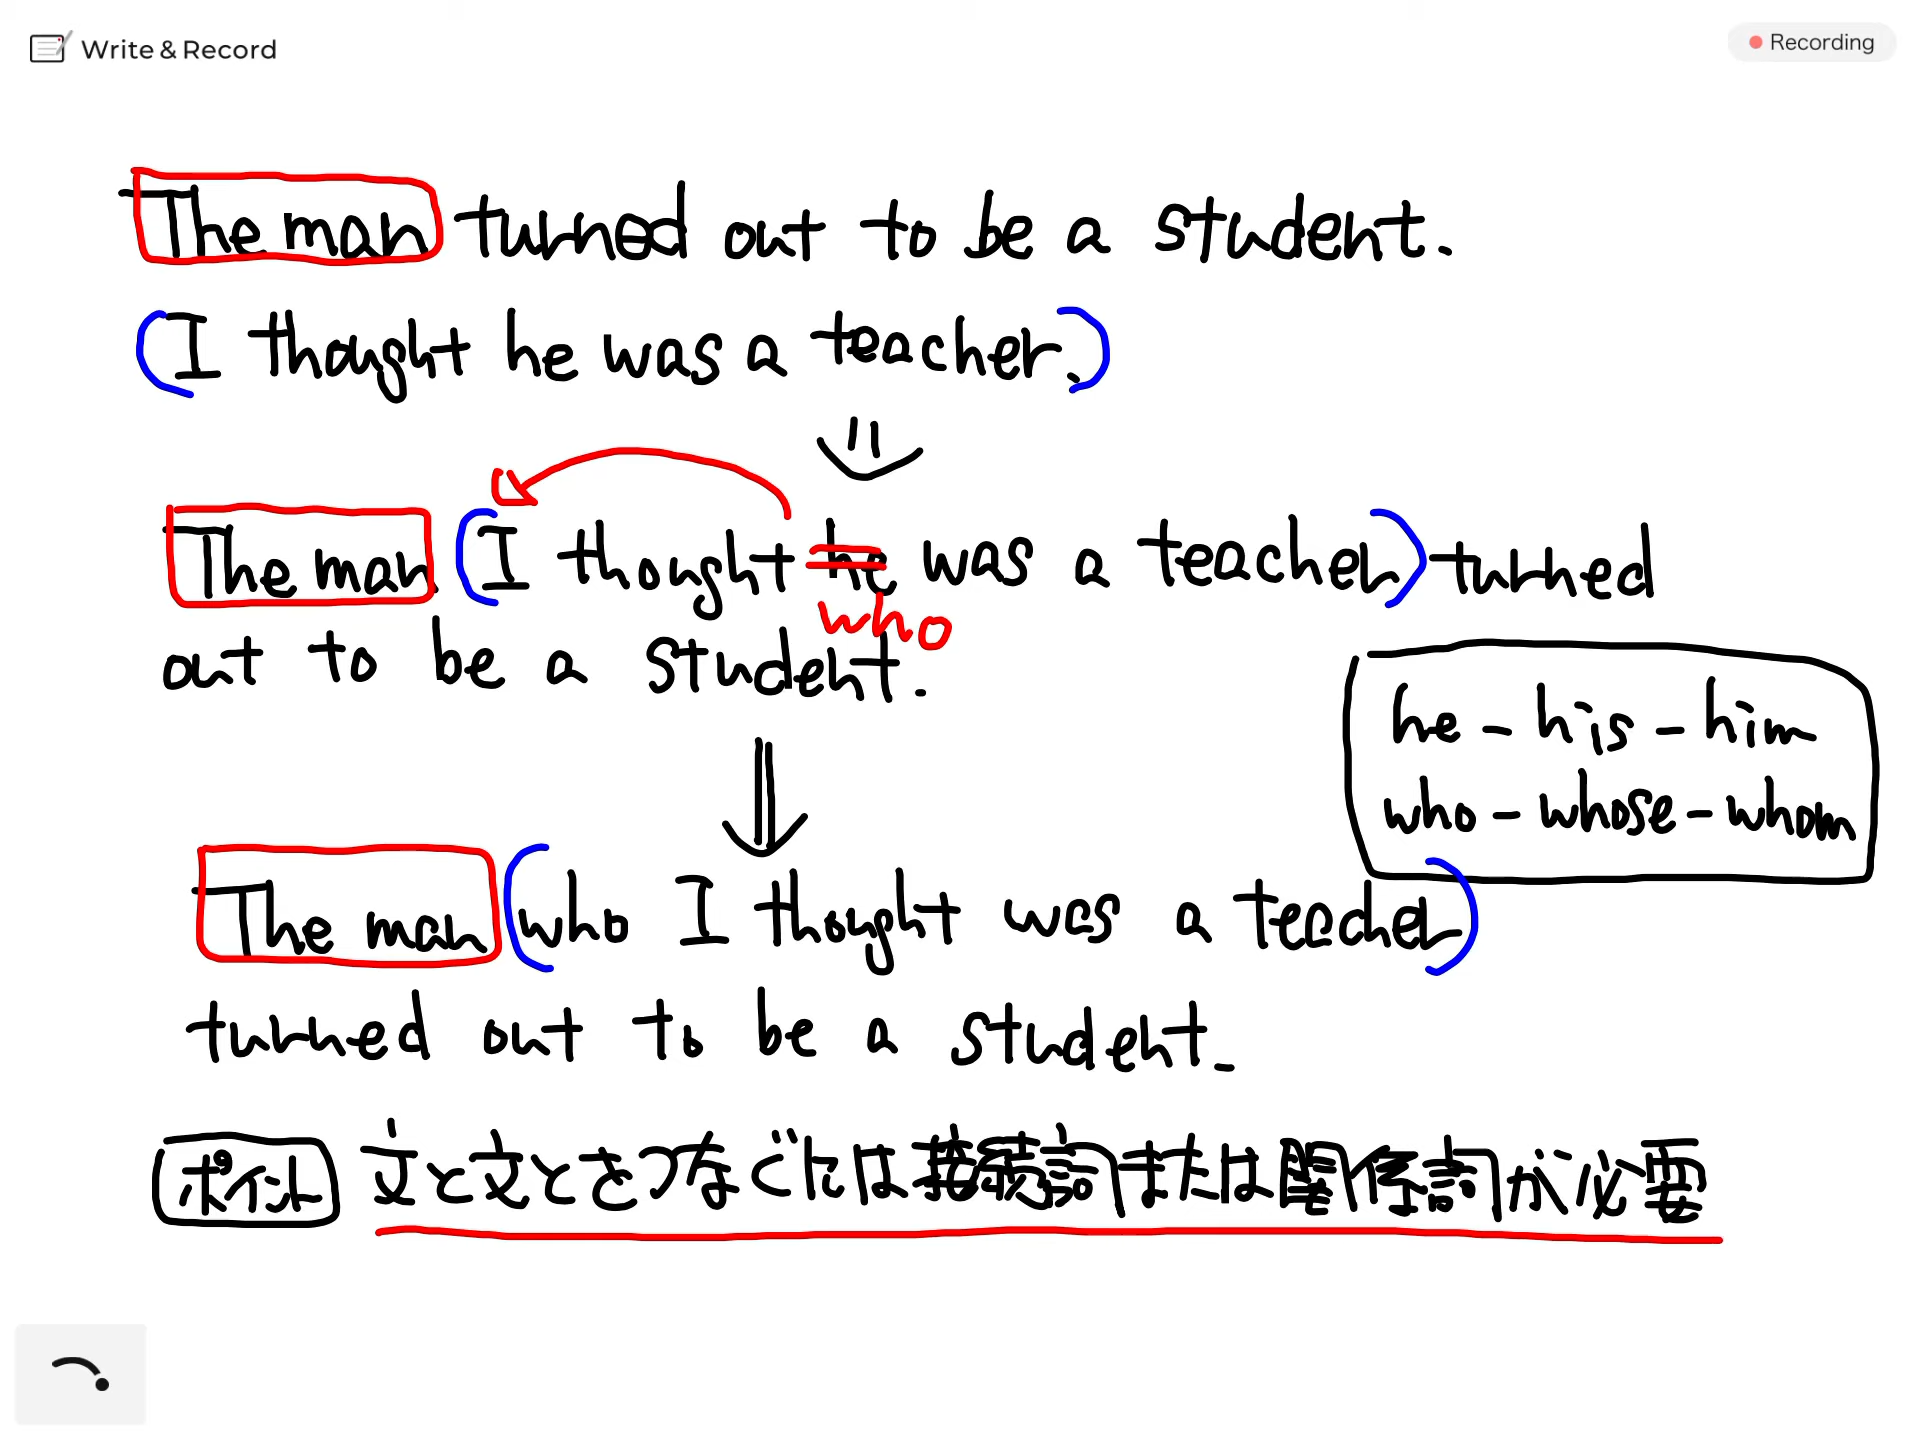 Write & Record
Recording
The man turned out to be a student.
(I thought he was a teacher.)
The man (I thought he was a teacher) turned
who
out to be a student.
he - his - him
who - whose - whom
The man (who I thought was a teacher)
turned out to be a student.
ポイント 文と文とをつなぐには接続詞または関係詞が必要